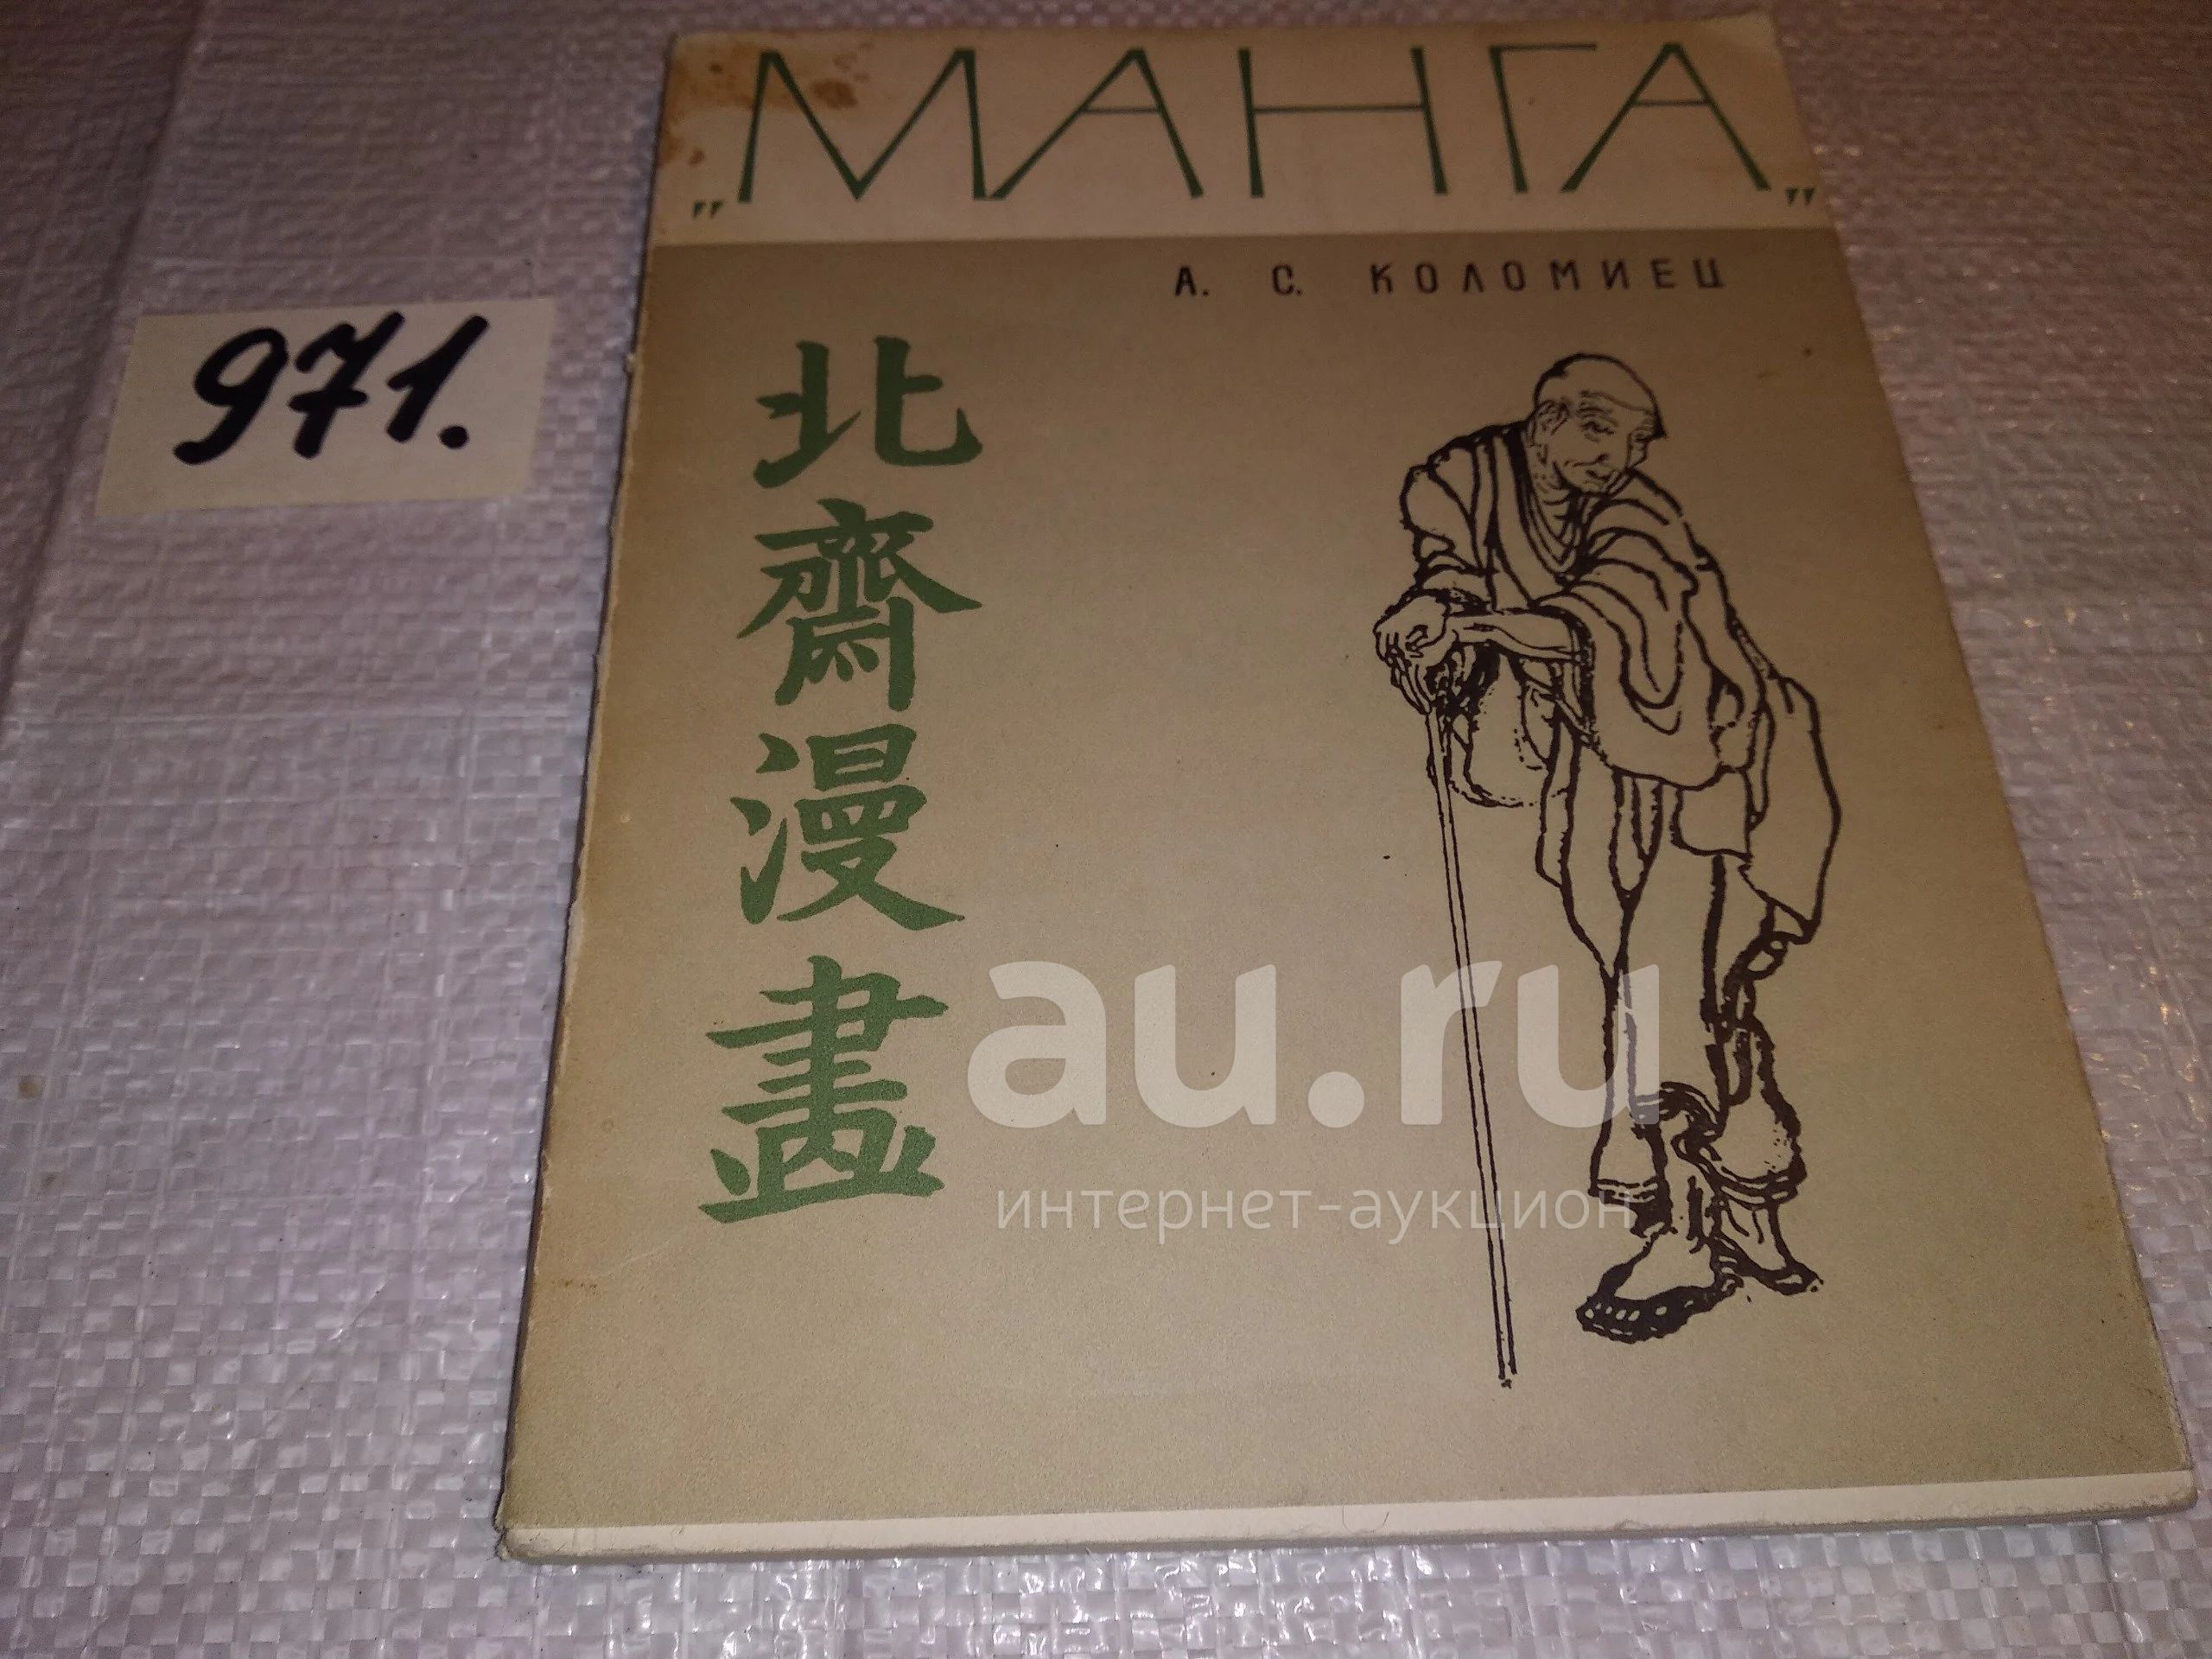 „МАНГА”
А. С. КОЛОМИЕЦ
971.
北齋漫畫
au.ru
интернет-аукцион